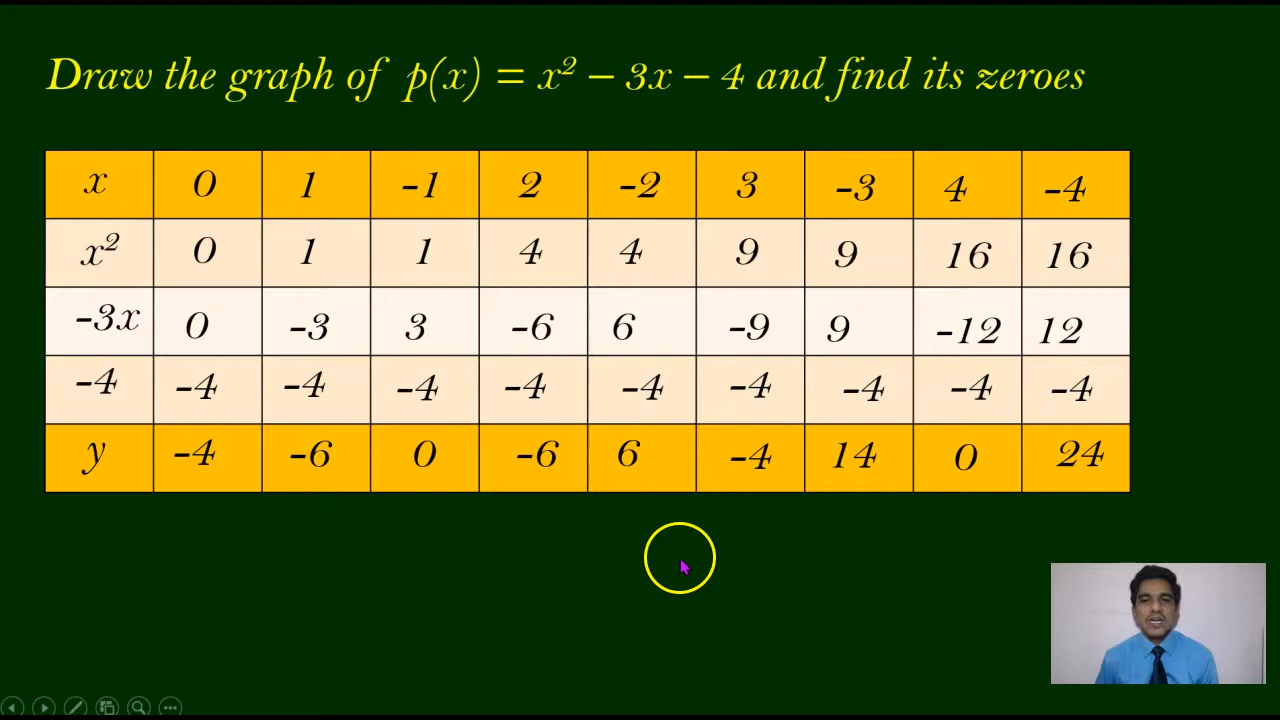 Draw the graph of p(x) = x² − 3x − 4 and find its zeroes
x 0 1 -1 2 -2 3 -3 4 -4
x² 0 1 1 4 4 9 9 16 16
-3x 0 -3 3 -6 6 -9 9 -12 12
-4 -4 -4 -4 -4 -4 -4 -4 -4 -4
y -4 -6 0 -6 6 -4 14 0 24